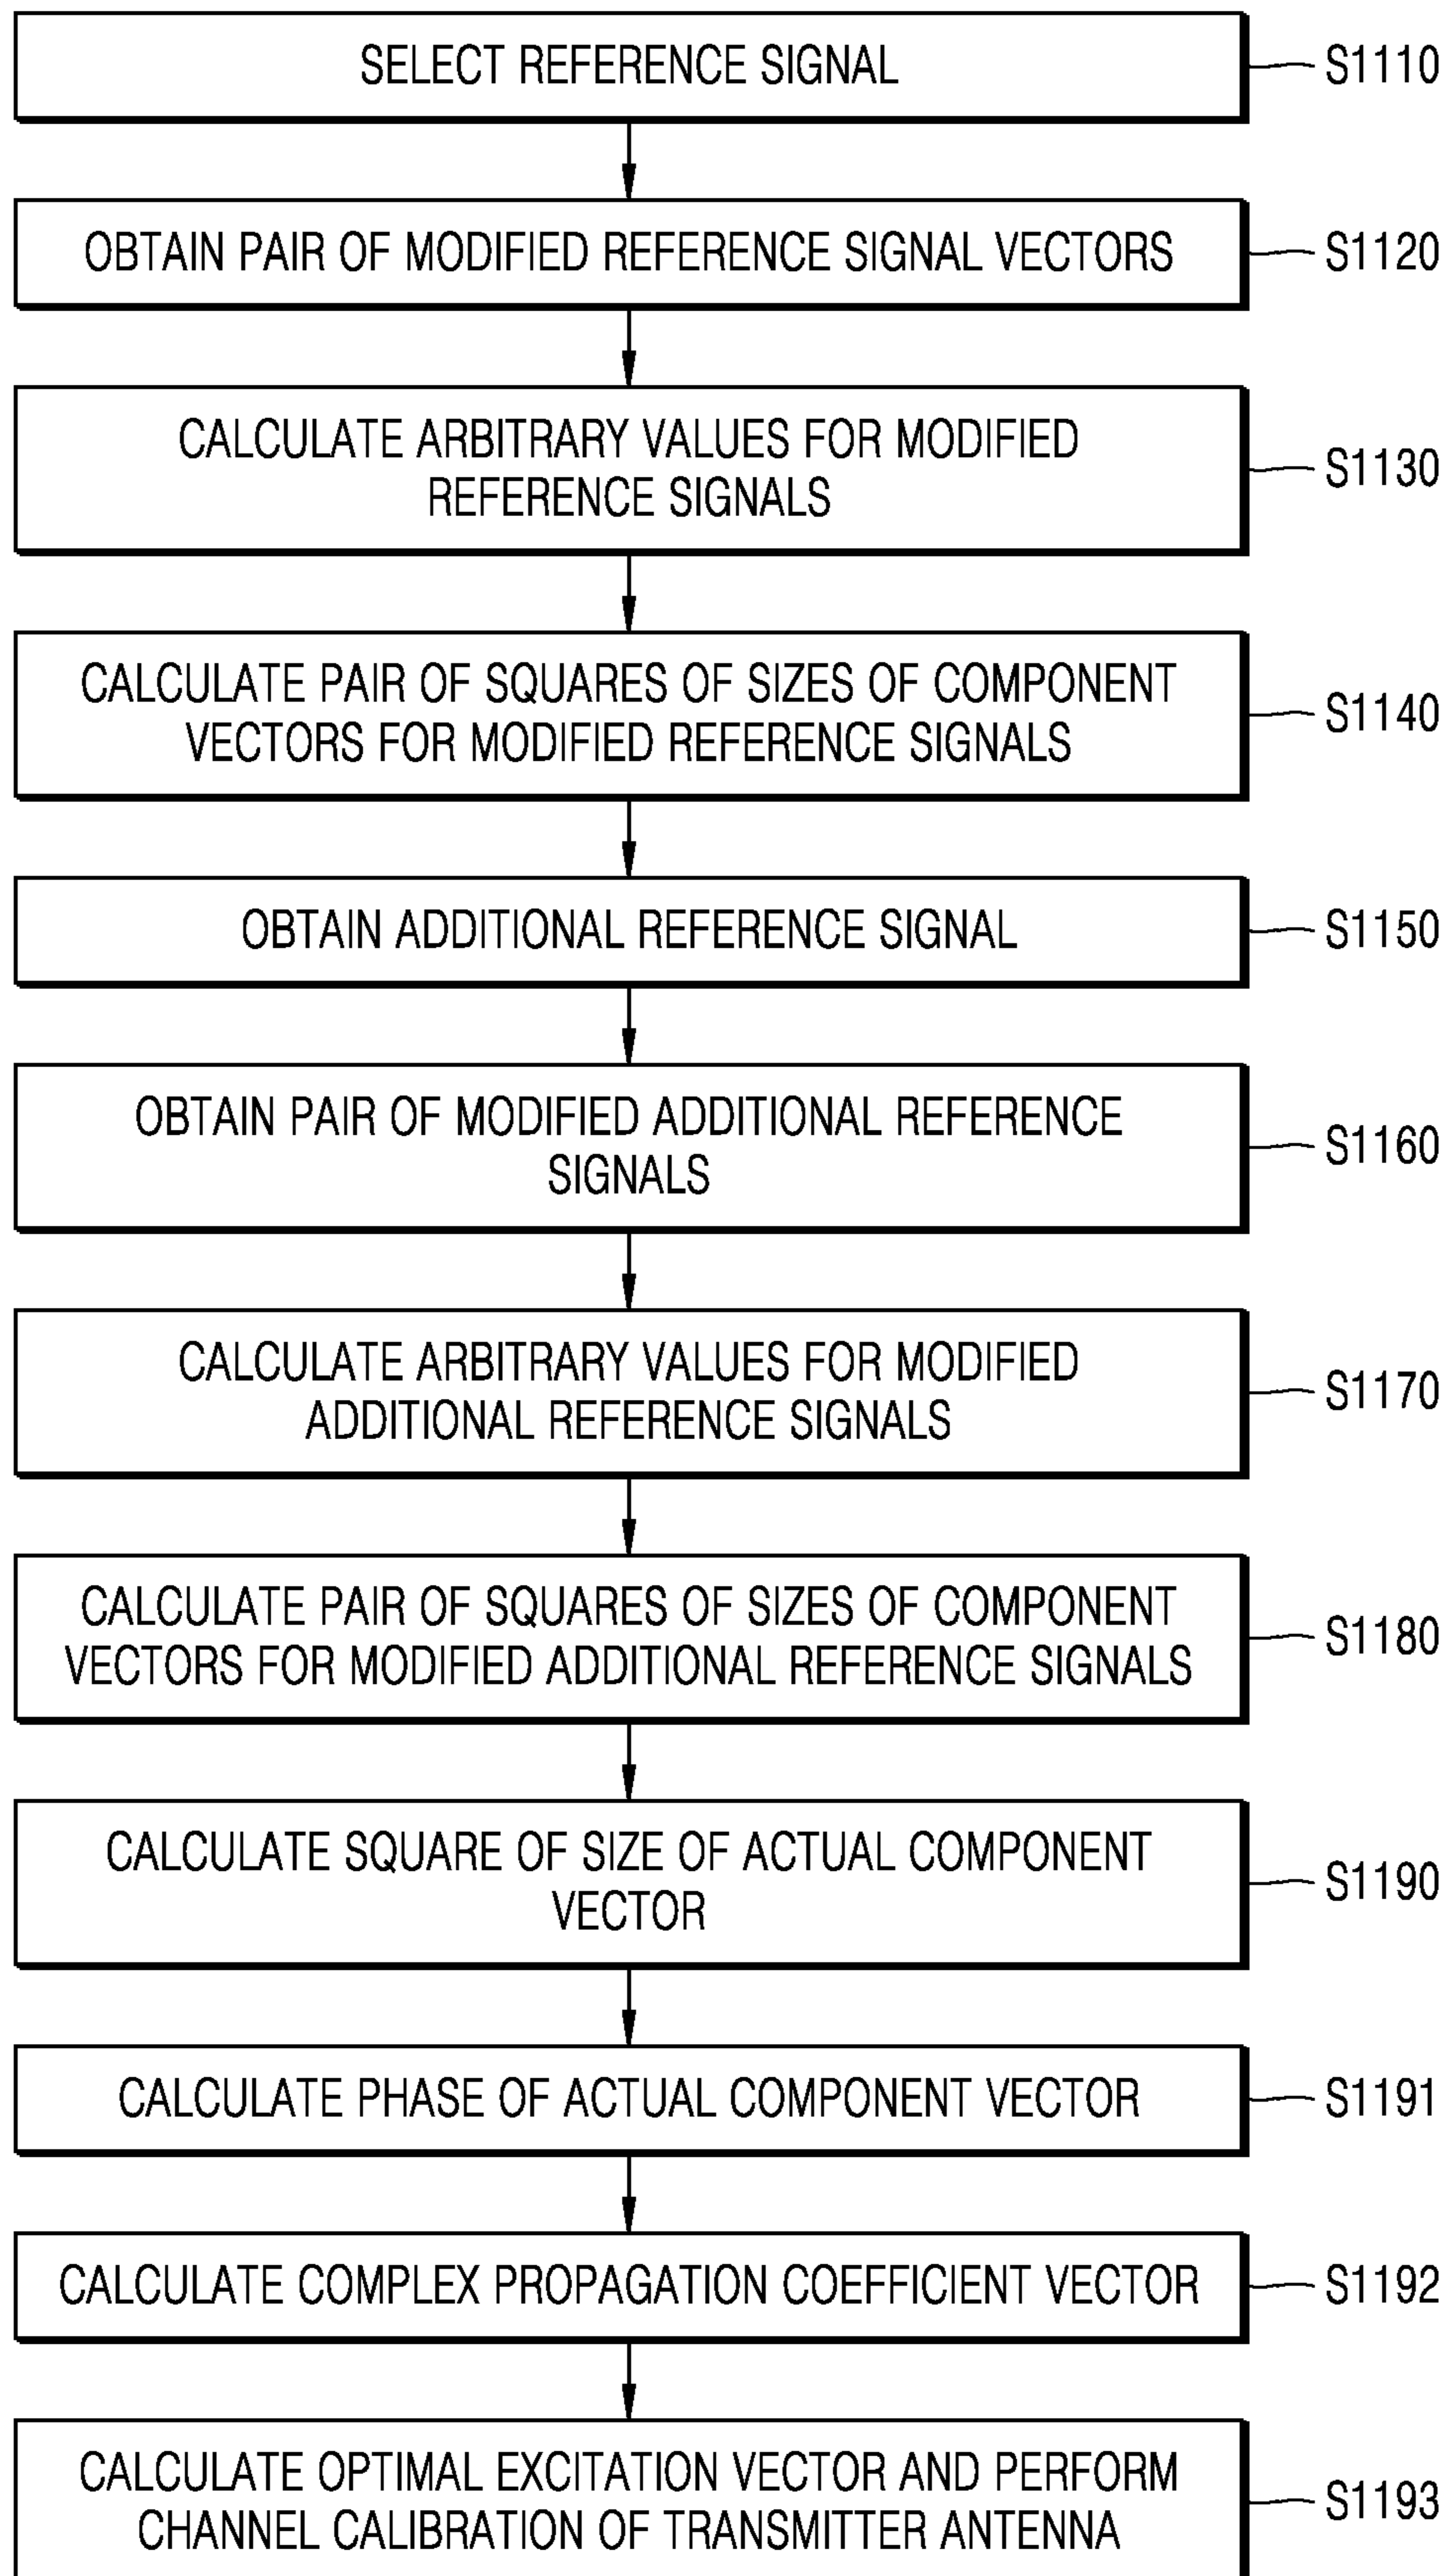 SELECT REFERENCE SIGNAL
S1110
OBTAIN PAIR OF MODIFIED REFERENCE SIGNAL VECTORS
S1120
CALCULATE ARBITRARY VALUES FOR MODIFIED
REFERENCE SIGNALS
S1130
CALCULATE PAIR OF SQUARES OF SIZES OF COMPONENT
VECTORS FOR MODIFIED REFERENCE SIGNALS
S1140
OBTAIN ADDITIONAL REFERENCE SIGNAL
S1150
OBTAIN PAIR OF MODIFIED ADDITIONAL REFERENCE
SIGNALS
S1160
CALCULATE ARBITRARY VALUES FOR MODIFIED
ADDITIONAL REFERENCE SIGNALS
S1170
CALCULATE PAIR OF SQUARES OF SIZES OF COMPONENT
VECTORS FOR MODIFIED ADDITIONAL REFERENCE SIGNALS
S1180
CALCULATE SQUARE OF SIZE OF ACTUAL COMPONENT
VECTOR
S1190
CALCULATE PHASE OF ACTUAL COMPONENT VECTOR
S1191
CALCULATE COMPLEX PROPAGATION COEFFICIENT VECTOR
S1192
CALCULATE OPTIMAL EXCITATION VECTOR AND PERFORM
CHANNEL CALIBRATION OF TRANSMITTER ANTENNA
S1193